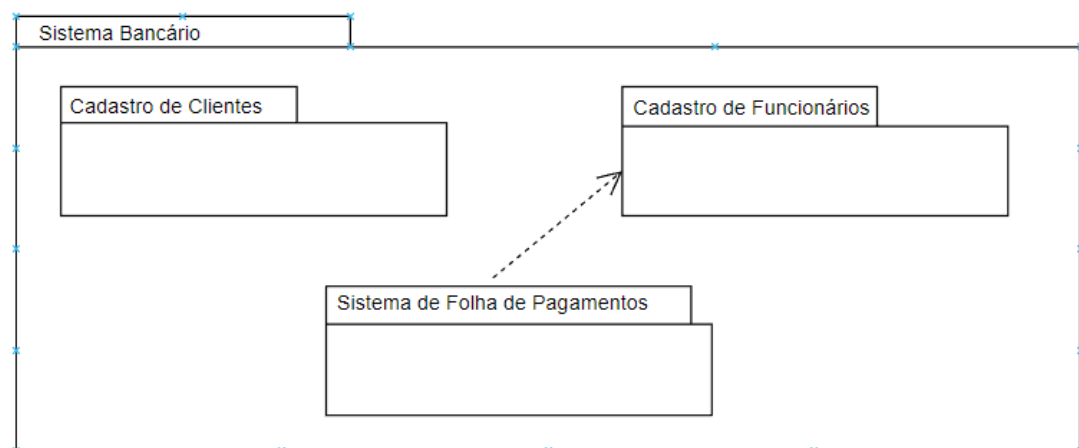 Sistema Bancário
Cadastro de Clientes
Cadastro de Funcionários
Sistema de Folha de Pagamentos